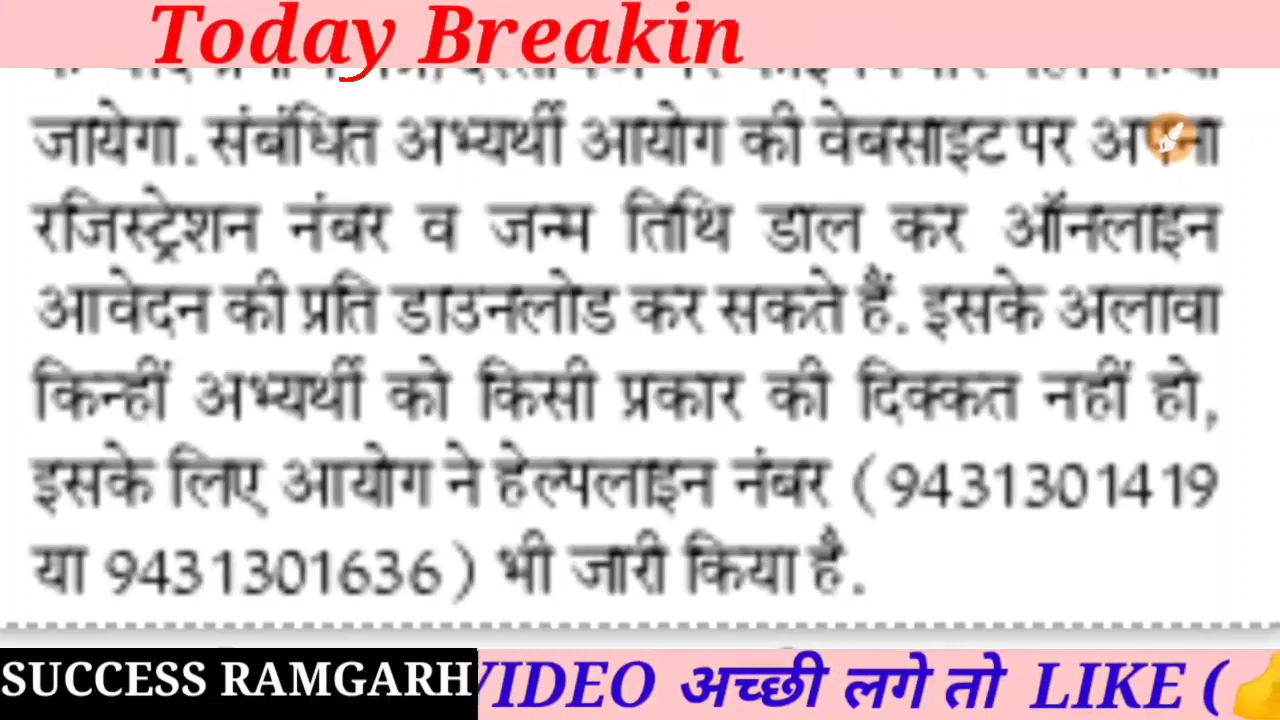 Today Breakin
जायेगा. संबंधित अभ्यर्थी आयोग की वेबसाइट पर अपना
रजिस्ट्रेशन नंबर व जन्म तिथि डाल कर ऑनलाइन
आवेदन की प्रति डाउनलोड कर सकते हैं. इसके अलावा
किन्हीं अभ्यर्थी को किसी प्रकार की दिक्कत नहीं हो,
इसके लिए आयोग ने हेल्पलाइन नंबर (9431301419
या 9431301636) भी जारी किया है.
SUCCESS RAMGARH VIDEO अच्छी लगे तो LIKE (